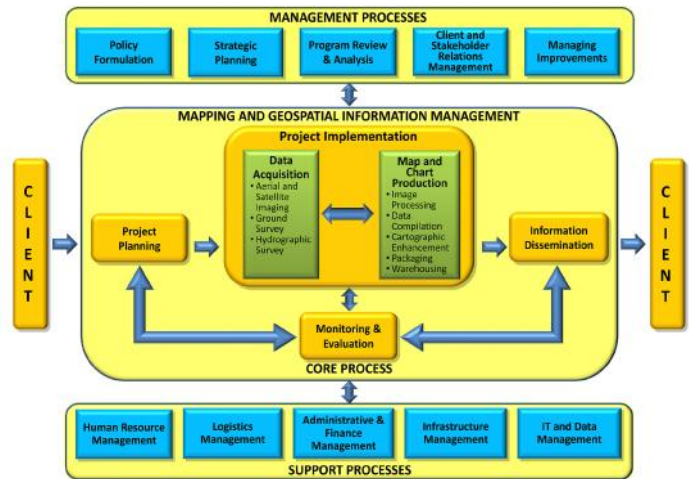 MANAGEMENT PROCESSES
Policy
Formulation
Strategic
Planning
Program Review
& Analysis
Client and
Stakeholder
Relations
Management
Managing
Improvements
MAPPING AND GEOSPATIAL INFORMATION MANAGEMENT
Project Implementation
CLIENT
Project
Planning
Data
Acquisition
• Aerial and
Satellite
Imaging
• Ground
Survey
• Hydrographic
Survey
Map and
Chart
Production
• Image
Processing
• Data
Compilation
• Cartographic
Enhancement
• Packaging
• Warehousing
Information
Dissemination
CLIENT
Monitoring &
Evaluation
CORE PROCESS
Human Resource
Management
Logistics
Management
Administrative &
Finance
Management
Infrastructure
Management
IT and Data
Management
SUPPORT PROCESSES